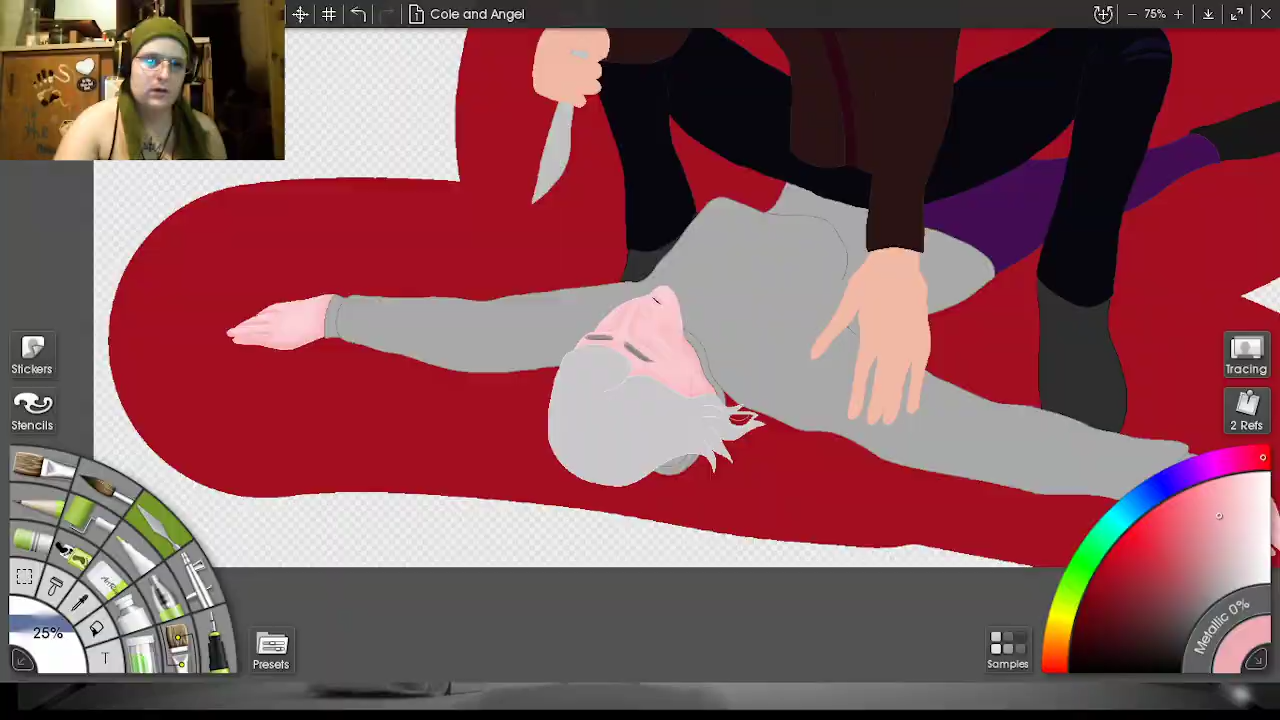 Cole and Angel
75%
Stickers
Stencils
Tracing
2 Refs
25%
T
Presets
Samples
Metallic 0%